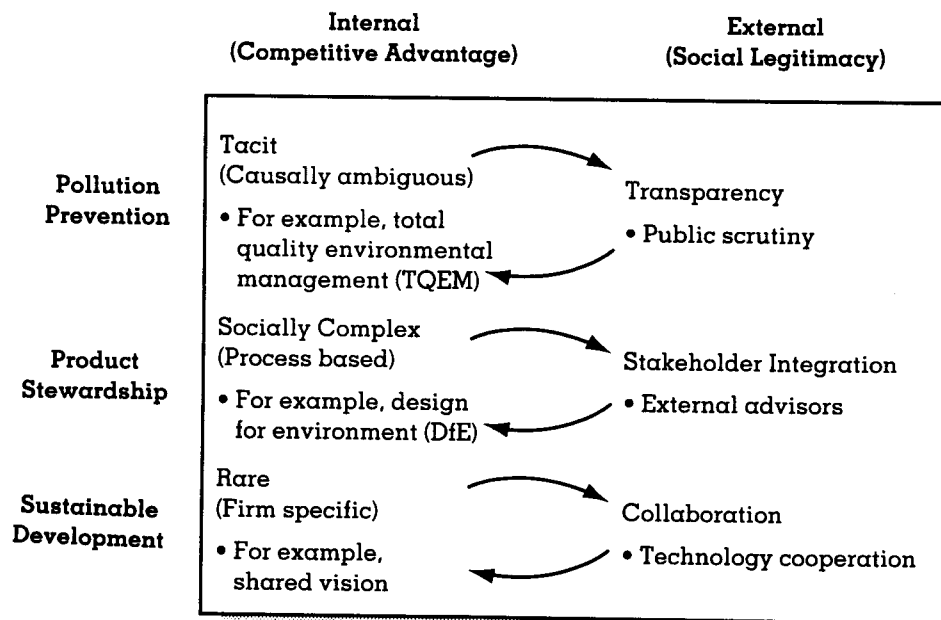 Internal
(Competitive Advantage)
External
(Social Legitimacy)
Pollution
Prevention
Tacit
(Causally ambiguous)
• For example, total
quality environmental
management (TQEM)
Transparency
• Public scrutiny
Product
Stewardship
Socially Complex
(Process based)
• For example, design
for environment (DfE)
Stakeholder Integration
• External advisors
Sustainable
Development
Rare
(Firm specific)
• For example,
shared vision
Collaboration
• Technology cooperation